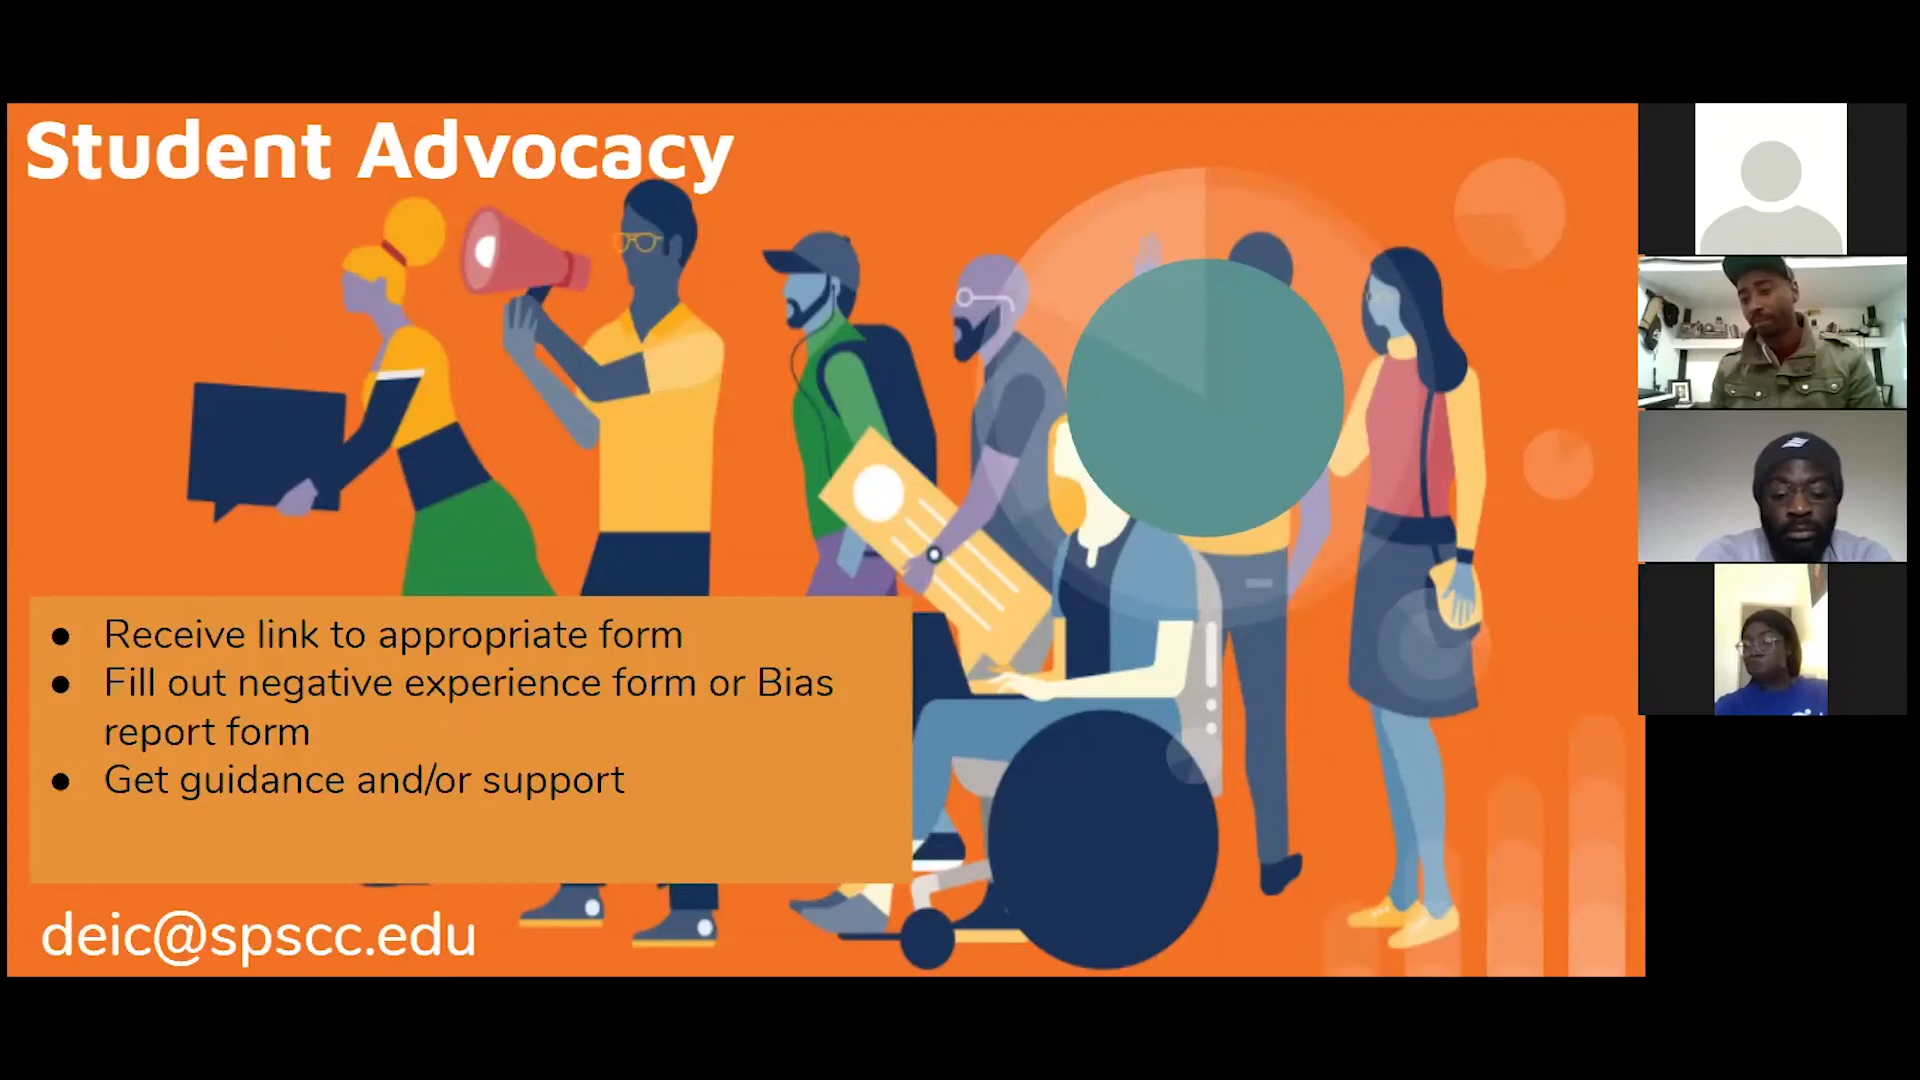 Student Advocacy
● Receive link to appropriate form
● Fill out negative experience form or Bias
report form
● Get guidance and/or support
deic@spscc.edu